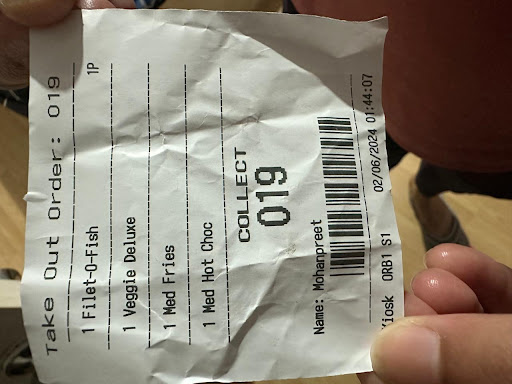 Take Out Order: 019
1P
1 Filet-O-Fish
1 Veggie Deluxe
1 Med Fries
1 Med Hot Choc
COLLECT
019
Name: Mohanpreet
02/06/2024 01:44:07
Kiosk ORB1 S1